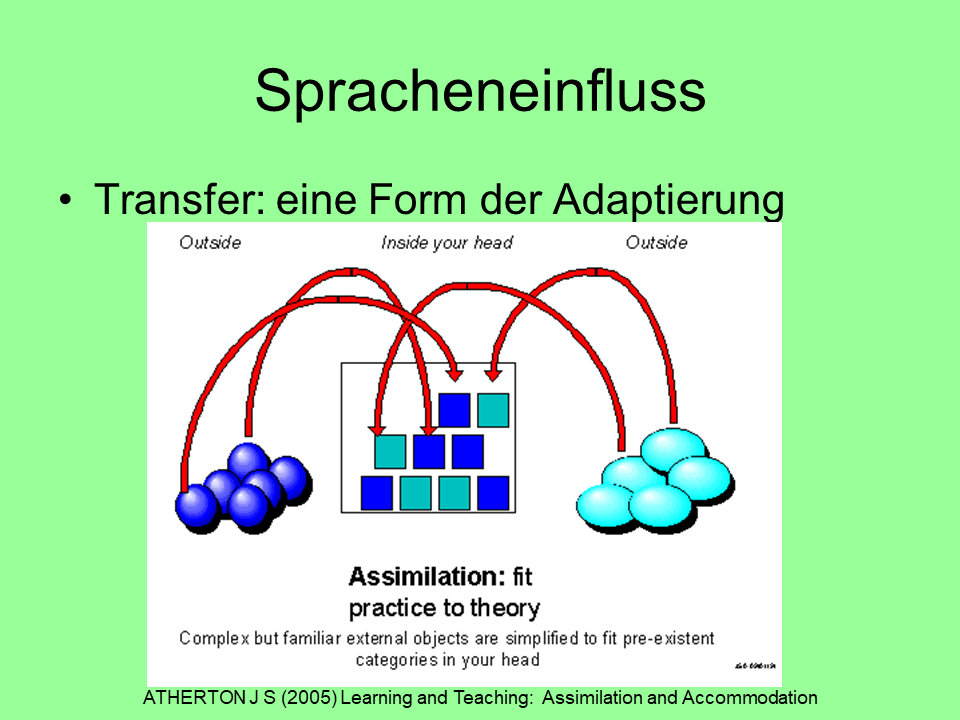 Spracheneinfluss
• Transfer: eine Form der Adaptierung
Outside Inside your head Outside
Assimilation: fit
practice to theory
Complex but familiar external objects are simplified to fit pre-existent
categories in your head
ATHERTON J S (2005) Learning and Teaching: Assimilation and Accommodation